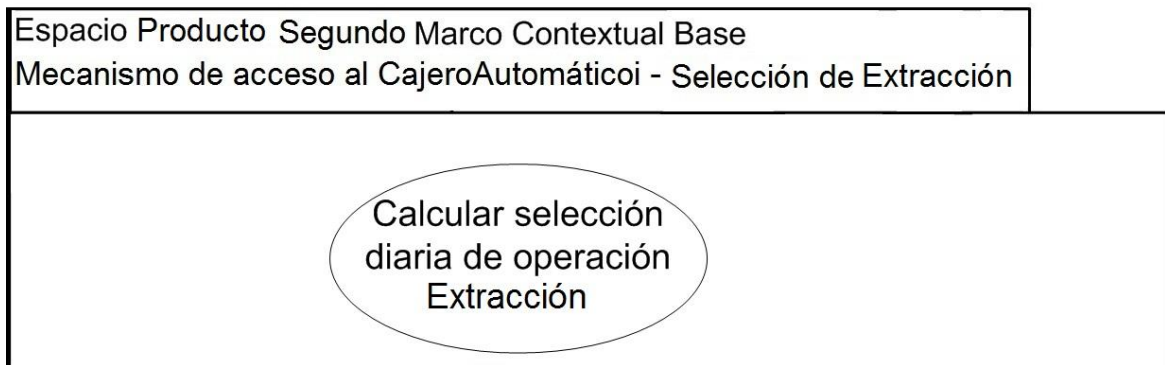 Espacio Producto Segundo Marco Contextual Base
Mecanismo de acceso al CajeroAutomáticoi - Selección de Extracción
Calcular selección
diaria de operación
Extracción